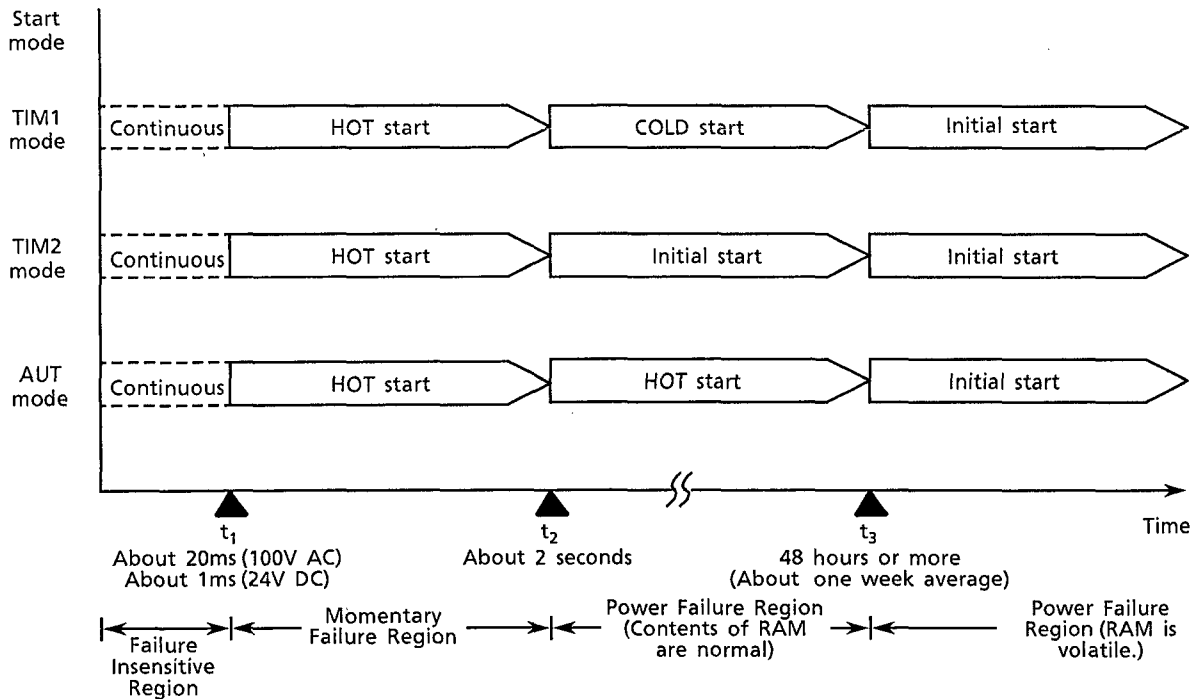 Start
mode
TIM1
mode
Continuous
HOT start
COLD start
Initial start
TIM2
mode
Continuous
HOT start
Initial start
Initial start
AUT
mode
Continuous
HOT start
HOT start
Initial start
t1
About 20ms (100V AC)
About 1ms (24V DC)
t2
About 2 seconds
t3
48 hours or more
(About one week average)
Time
Failure
Insensitive
Region
Momentary
Failure Region
Power Failure Region
(Contents of RAM
are normal)
Power Failure
Region (RAM is
volatile.)